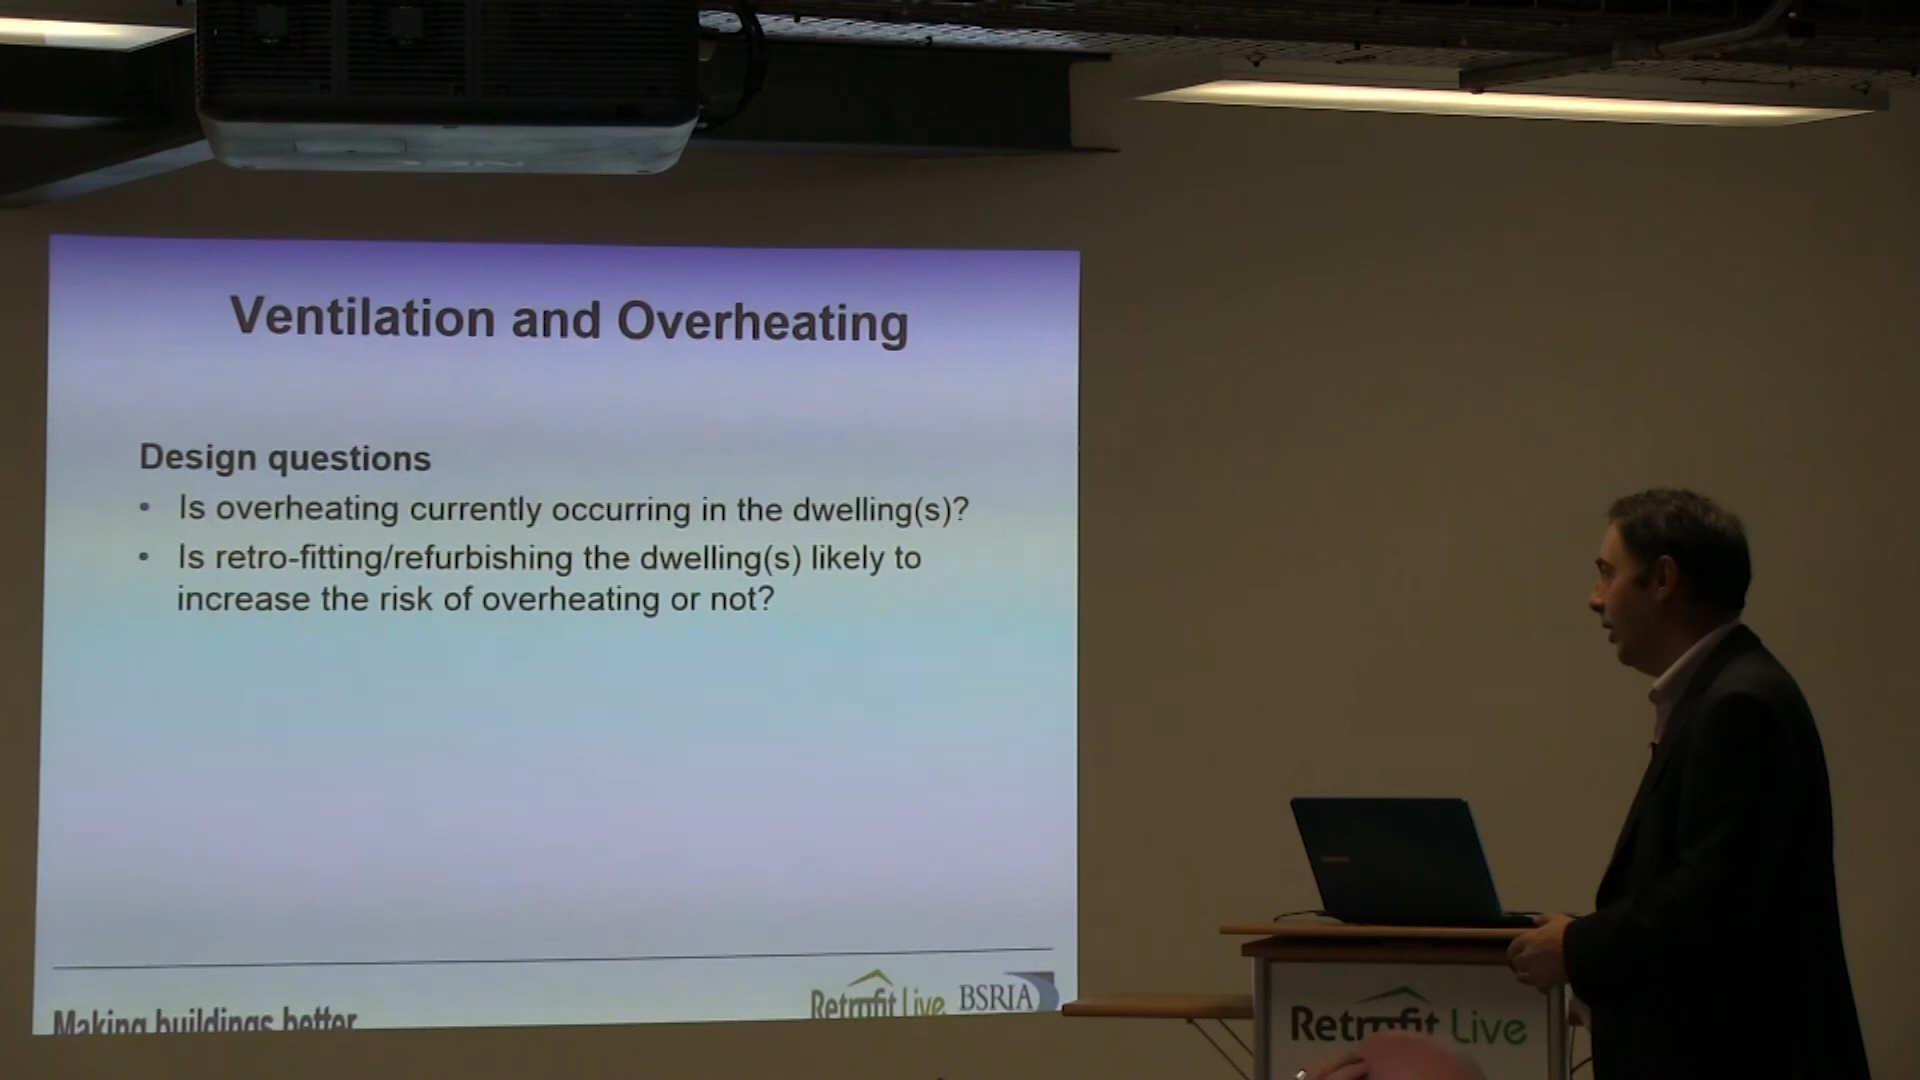 Ventilation and Overheating
Design questions
• Is overheating currently occurring in the dwelling(s)?
• Is retro-fitting/refurbishing the dwelling(s) likely to
increase the risk of overheating or not?
Making buildings better
Retrofit Live
BSRIA
Retrofit Live
NEC